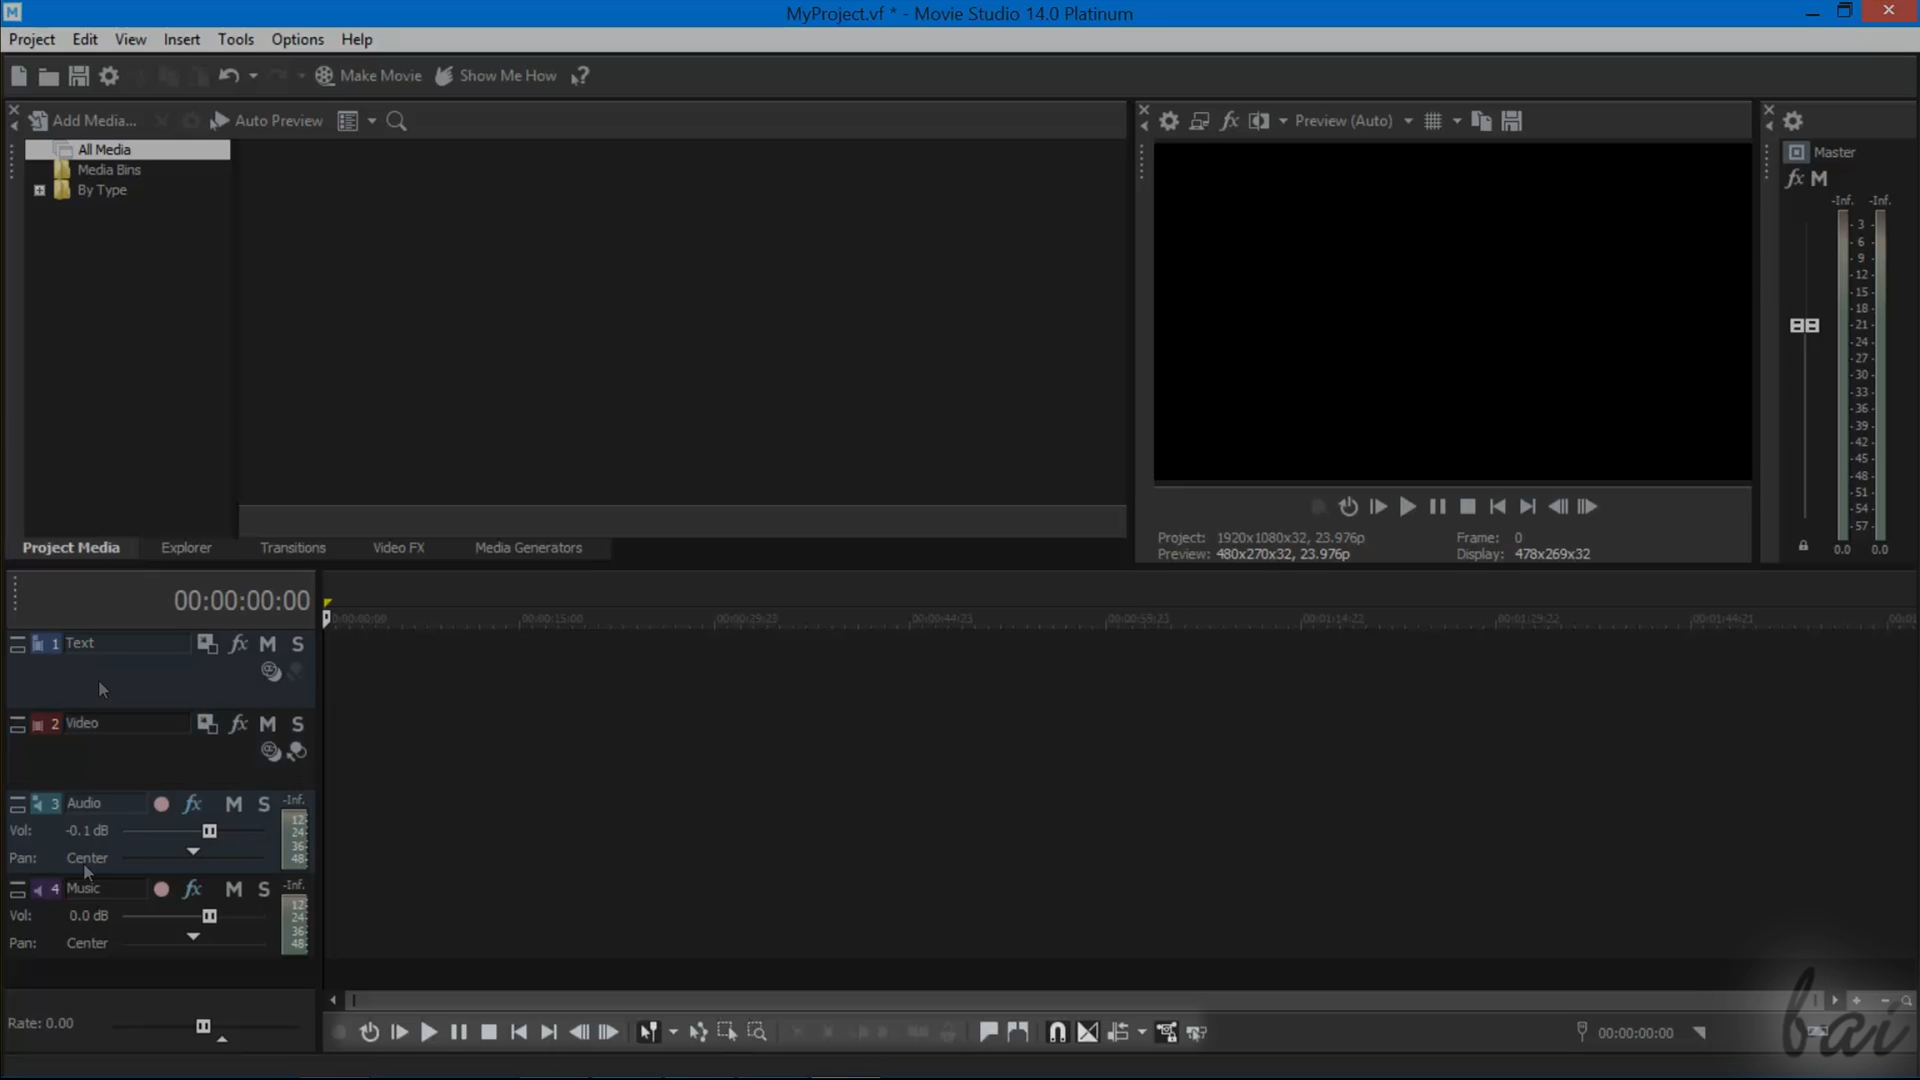 MyProject.vf * - Movie Studio 14.0 Platinum
Project Edit View Insert Tools Options Help
Make Movie Show Me How
Add Media... Auto Preview
Preview (Auto)
All Media
Media Bins
By Type
Master
fx M
-Inf. -Inf.
- 3 -
- 6 -
- 9 -
-12-
-15-
-18-
-21-
-24-
-27-
-30-
-33-
-36-
-39-
-42-
-45-
-48-
-51-
-54-
-57-
0.0 0.0
Project: 1920x1080x32, 23.976p Frame: 0
Preview: 480x270x32, 23.976p Display: 478x269x32
Project Media Explorer Transitions Video FX Media Generators
00:00:00:00
00:00:00:00 00:00:15:00 00:00:29:23 00:00:44:23 00:00:59:23 00:01:14:22 00:01:29:22 00:01:44:21
1 Text fx M S
2 Video fx M S
3 Audio fx M S -Inf.
Vol: -0.1 dB
Pan: Center
12
24
36
48
4 Music fx M S -Inf.
Vol: 0.0 dB
Pan: Center
12
24
36
48
Rate: 0.00
00:00:00:00
bai